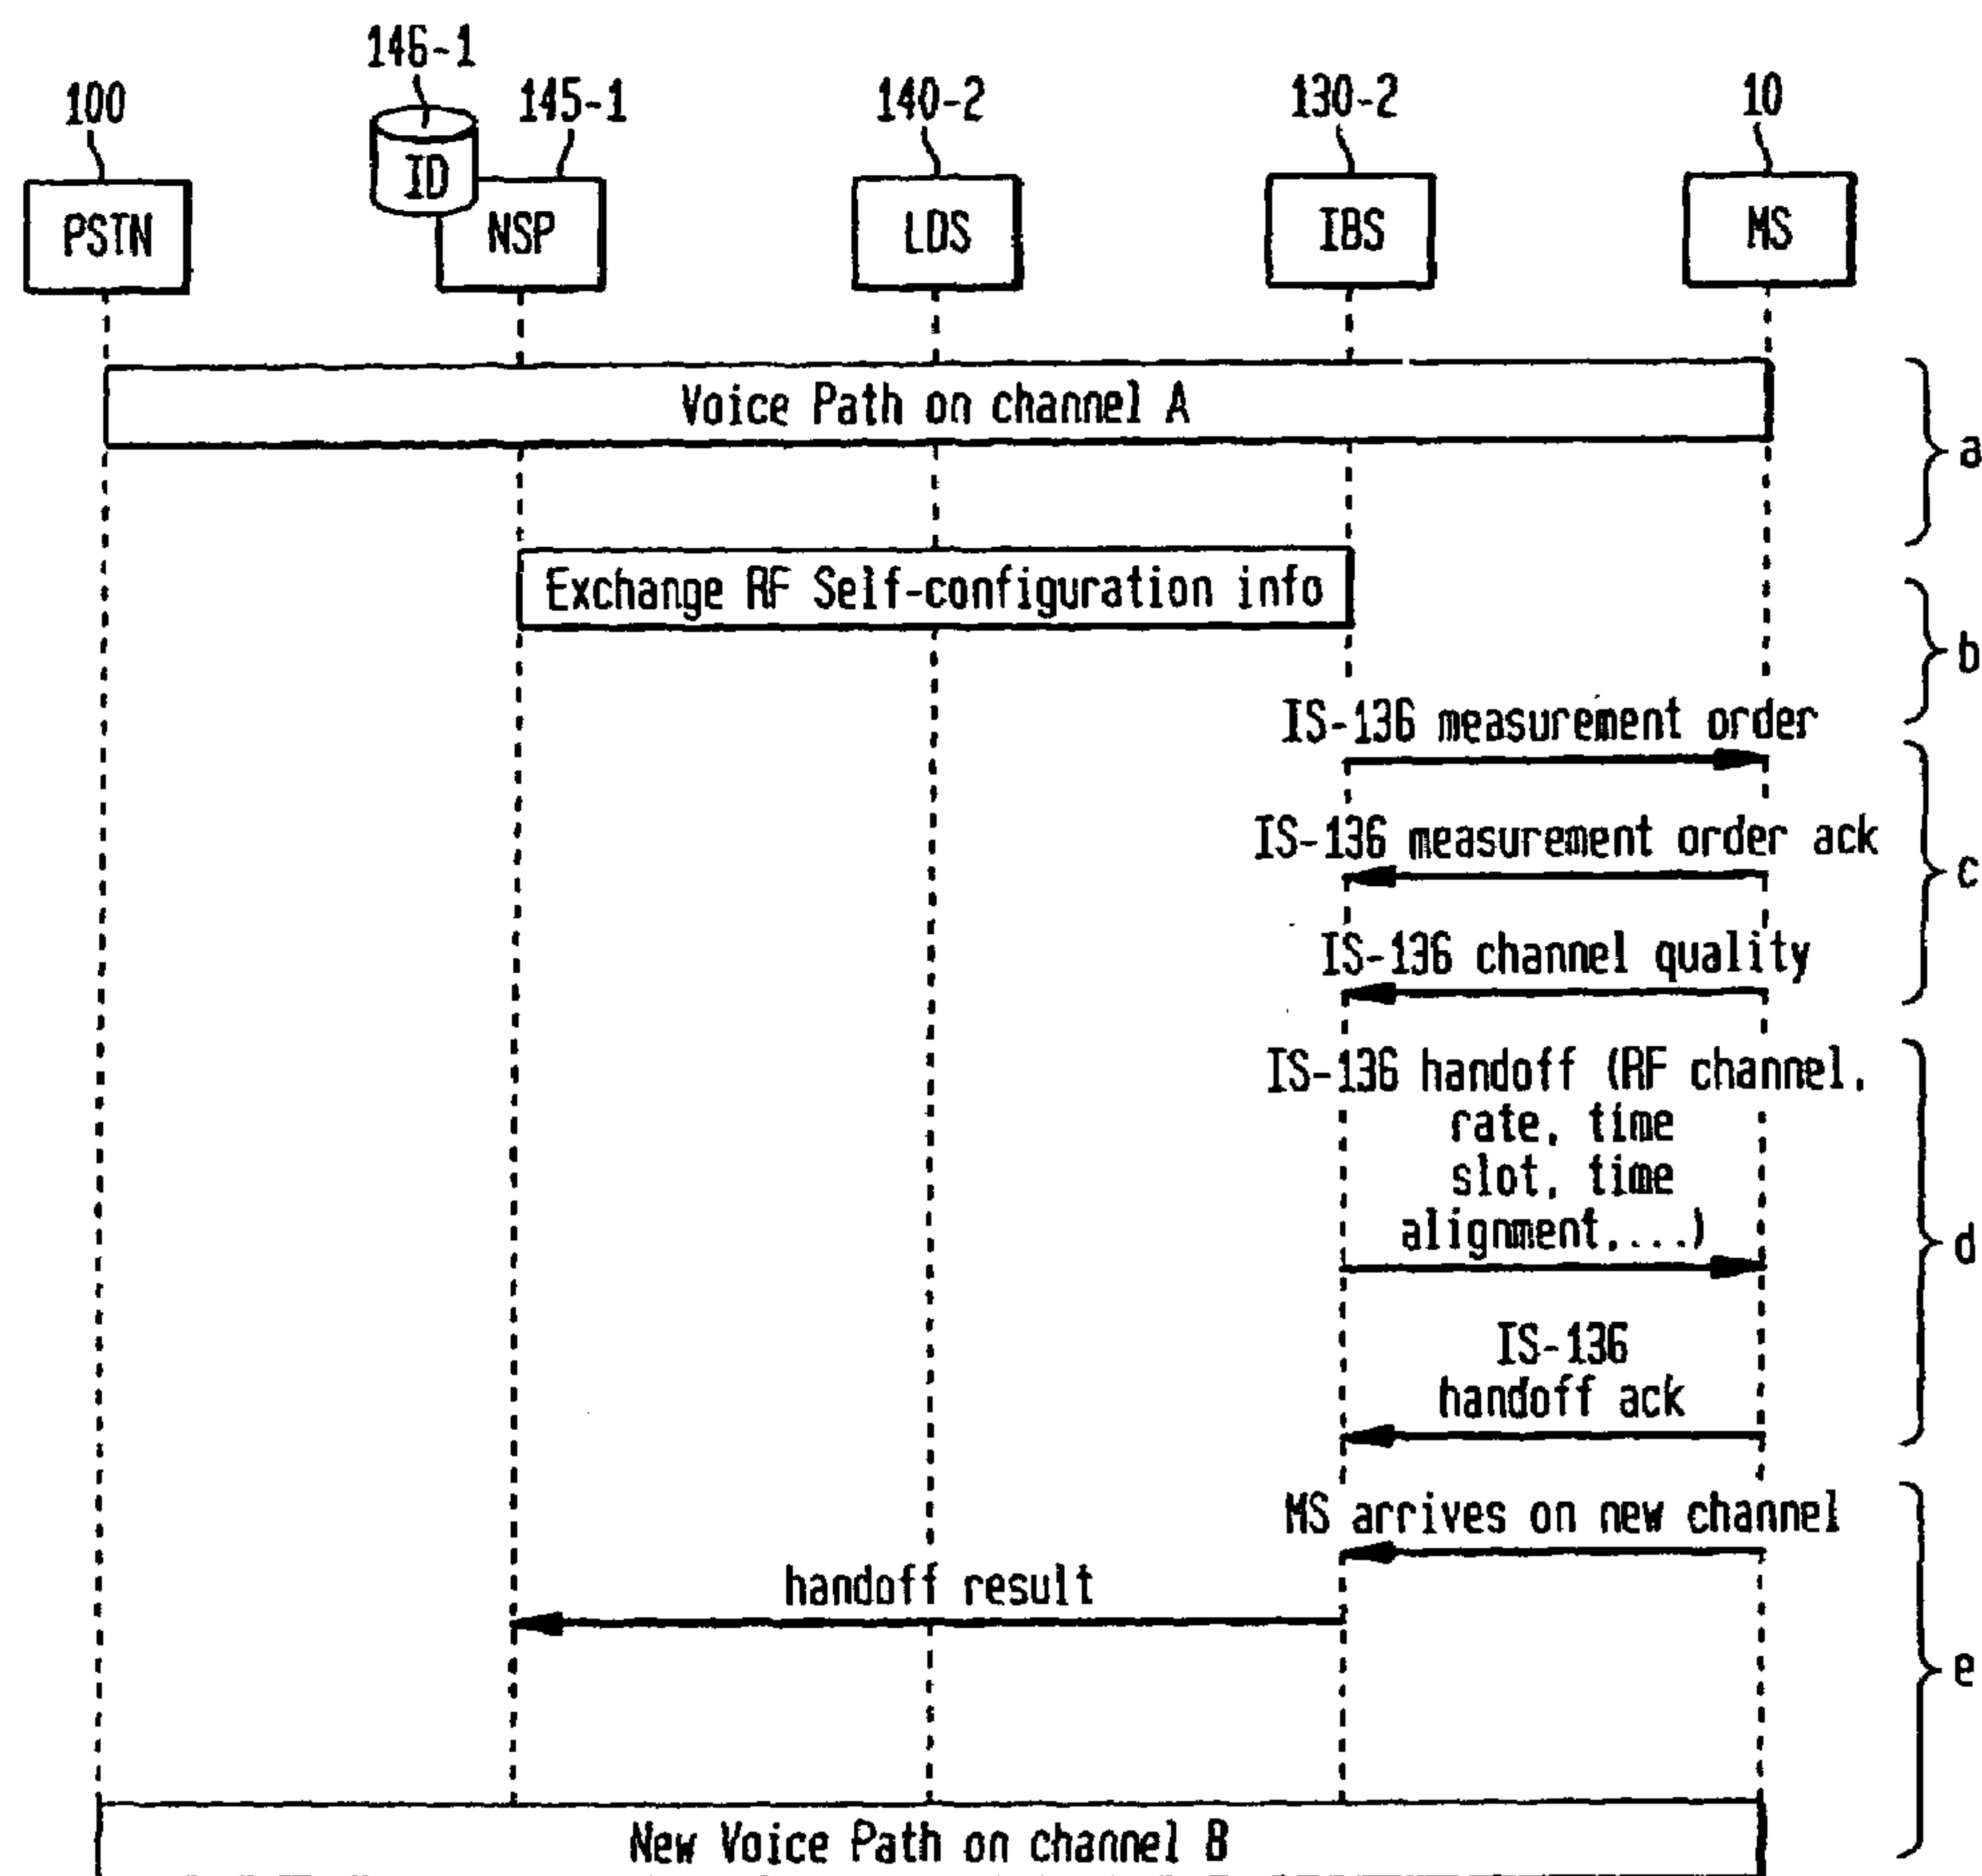 146-1
100
145-1
140-2
130-2
10
ID
PSTN
NSP
LDS
IBS
MS
Voice Path on channel A
a
Exchange RF Self-configuration info
b
IS-136 measurement order
IS-136 measurement order ack
c
IS-136 channel quality
IS-136 handoff (RF channel,
rate, time
slot, time
alignment,....)
d
IS-136
handoff ack
MS arrives on new channel
handoff result
e
New Voice Path on channel B